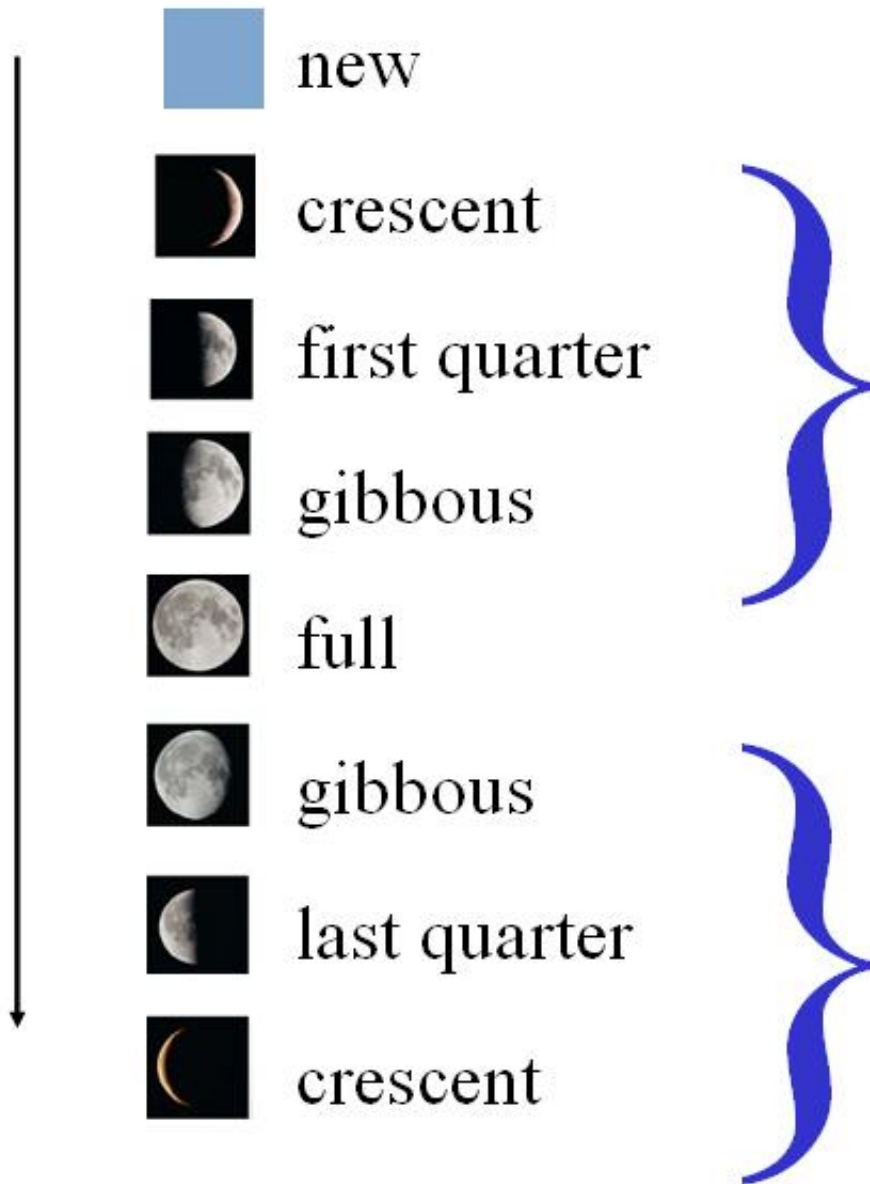 new
crescent
first quarter
gibbous
full
gibbous
last quarter
crescent